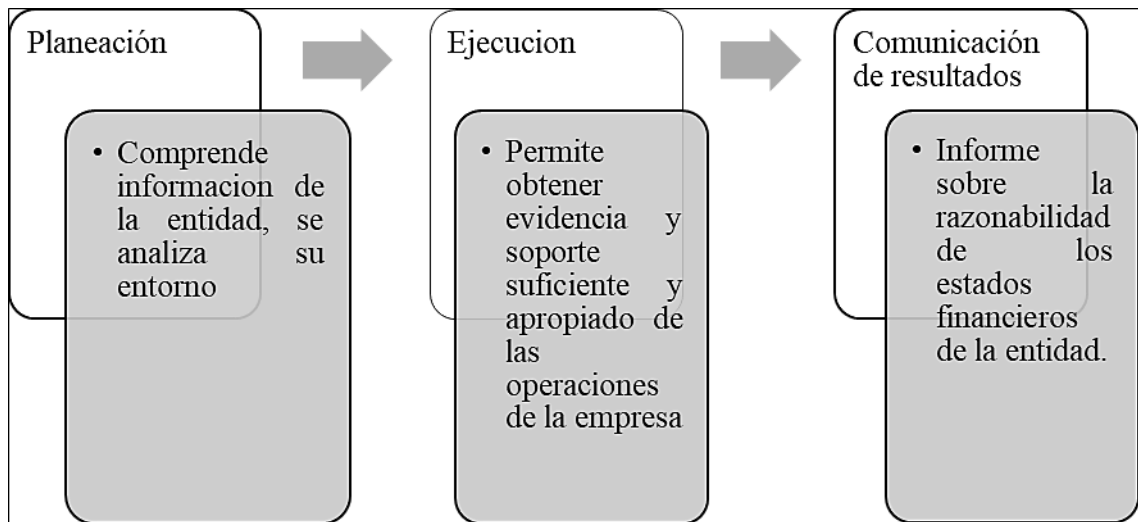 Planeación
• Comprende
informacion de
la entidad, se
analiza su
entorno
Ejecucion
• Permite
obtener
evidencia y
soporte
suficiente y
apropiado de
las
operaciones
de la empresa
Comunicación
de resultados
• Informe
sobre la
razonabilidad
de los
estados
financieros
de la entidad.